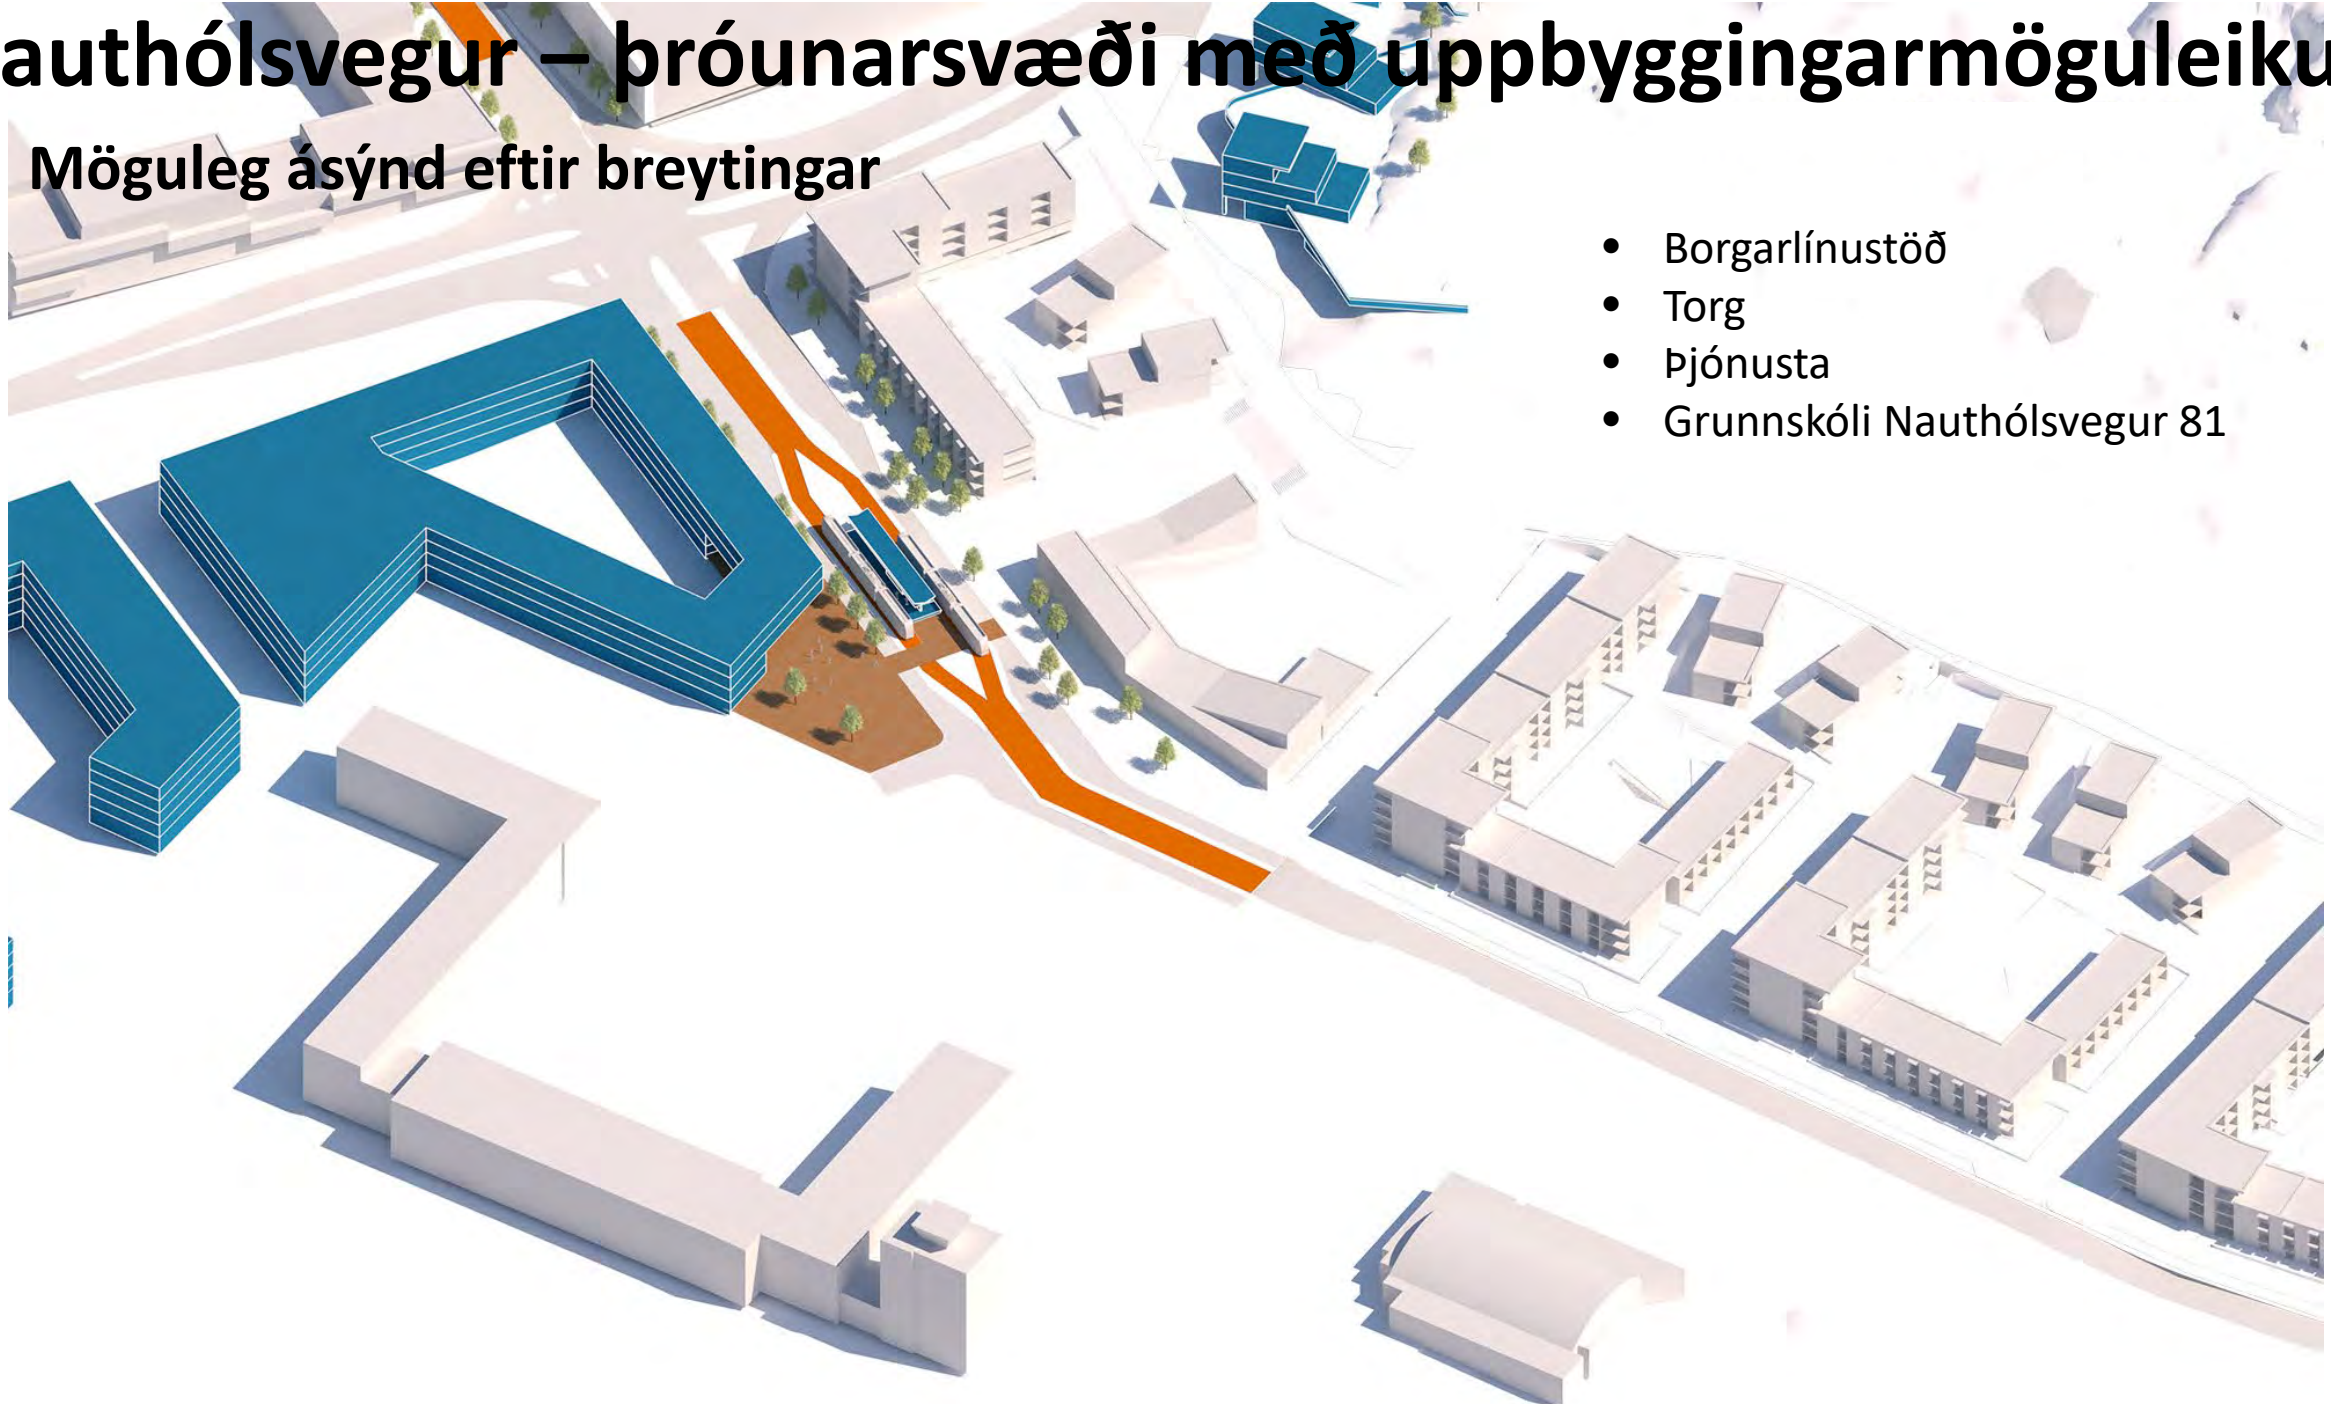 authólsvegur – þróunarsvæði með uppbyggingarmöguleiku
Möguleg ásýnd eftir breytingar
• Borgarlínustöð
• Torg
• Þjónusta
• Grunnskóli Nauthólsvegur 81